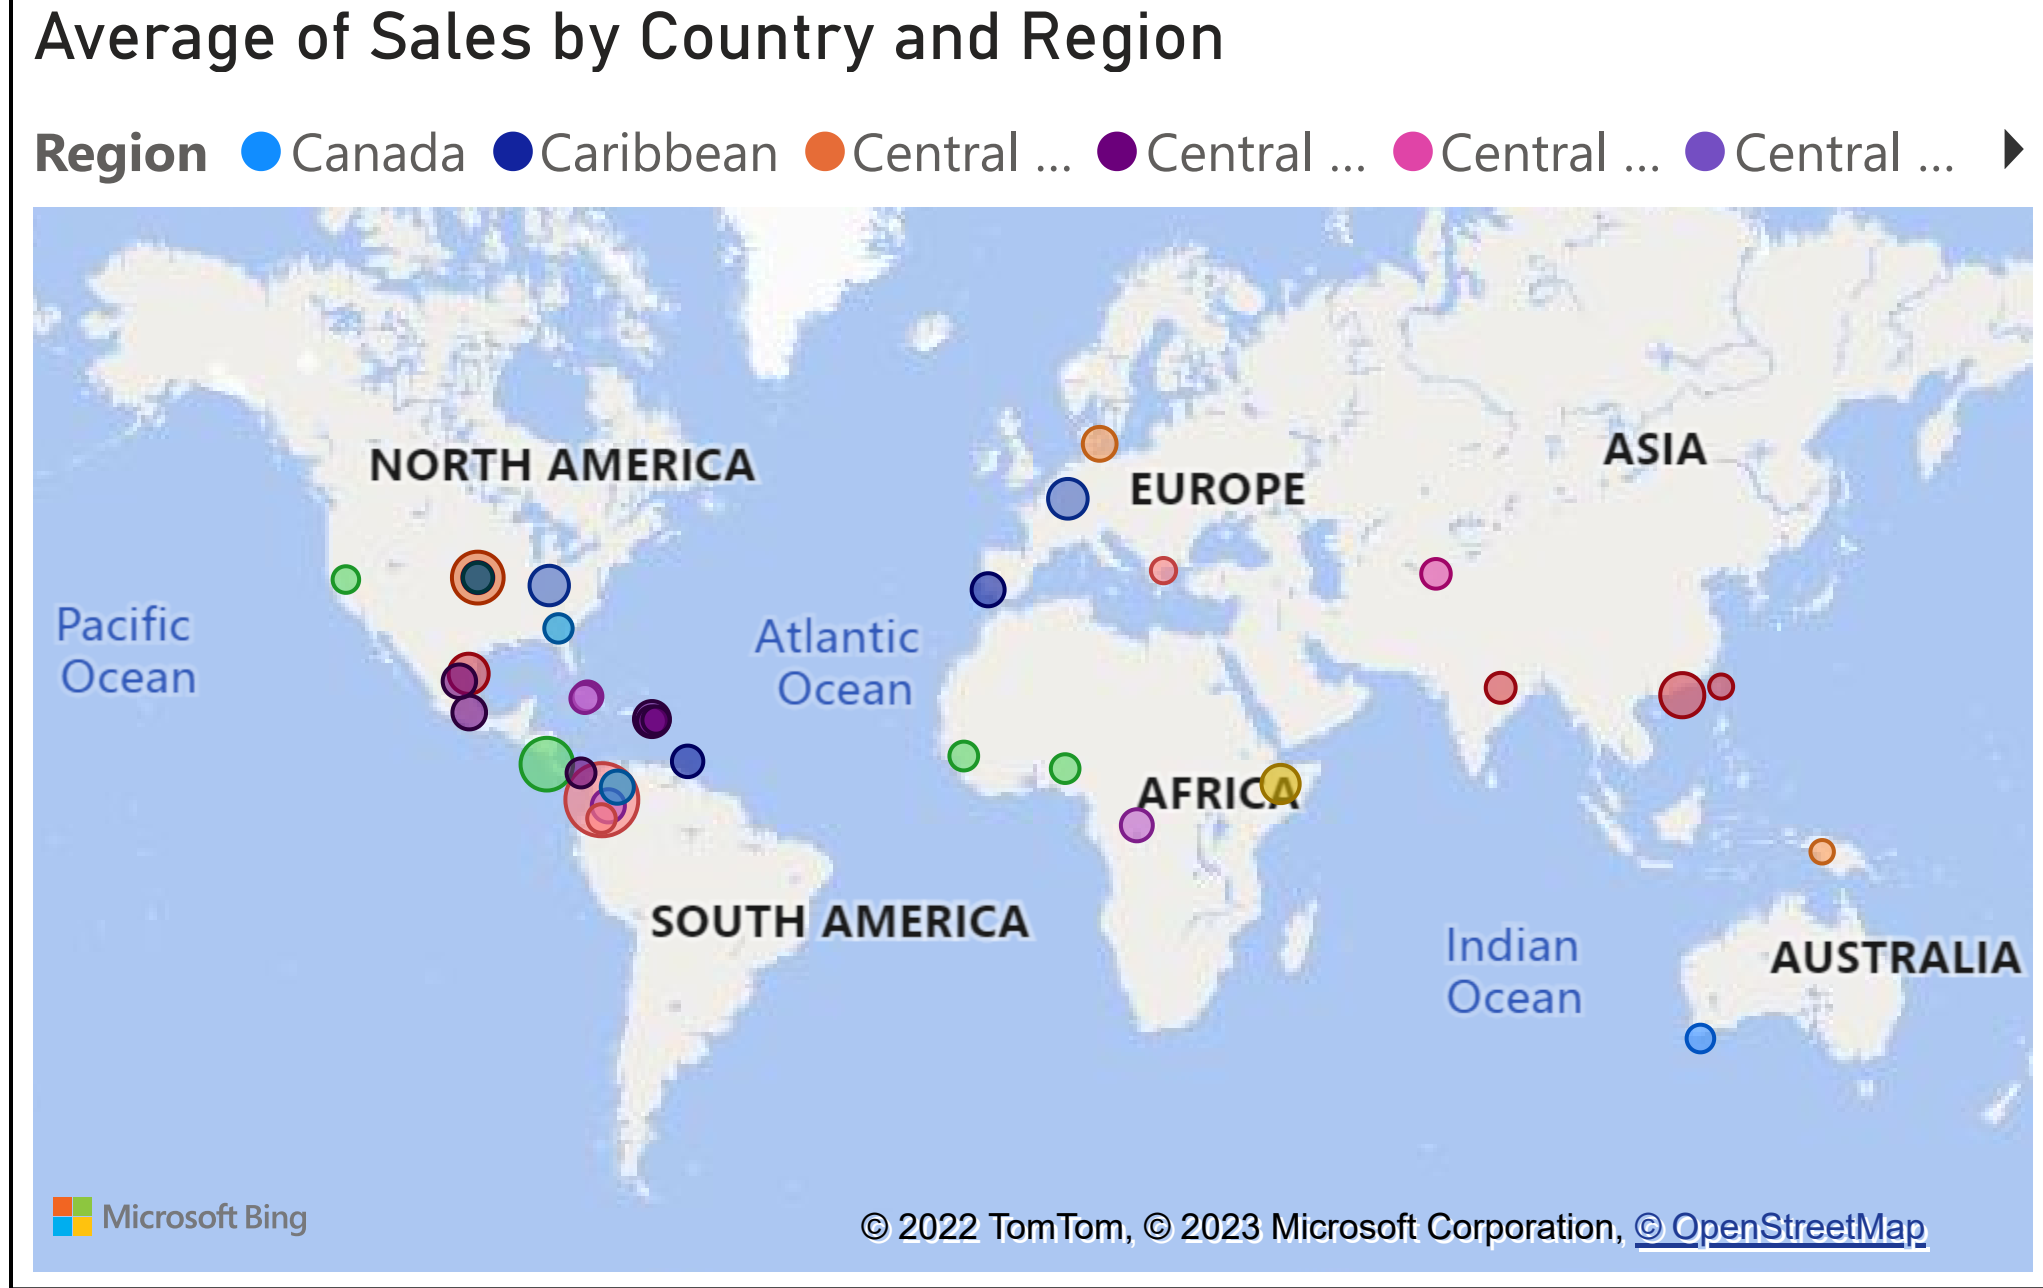 Average of Sales by Country and Region
Region Canada Caribbean Central ... Central ... Central ... Central ...
NORTH AMERICA
ASIA
EUROPE
Pacific
Ocean
Atlantic
Ocean
AFRICA
SOUTH AMERICA
Indian
Ocean
AUSTRALIA
Microsoft Bing
© 2022 TomTom, © 2023 Microsoft Corporation, © OpenStreetMap